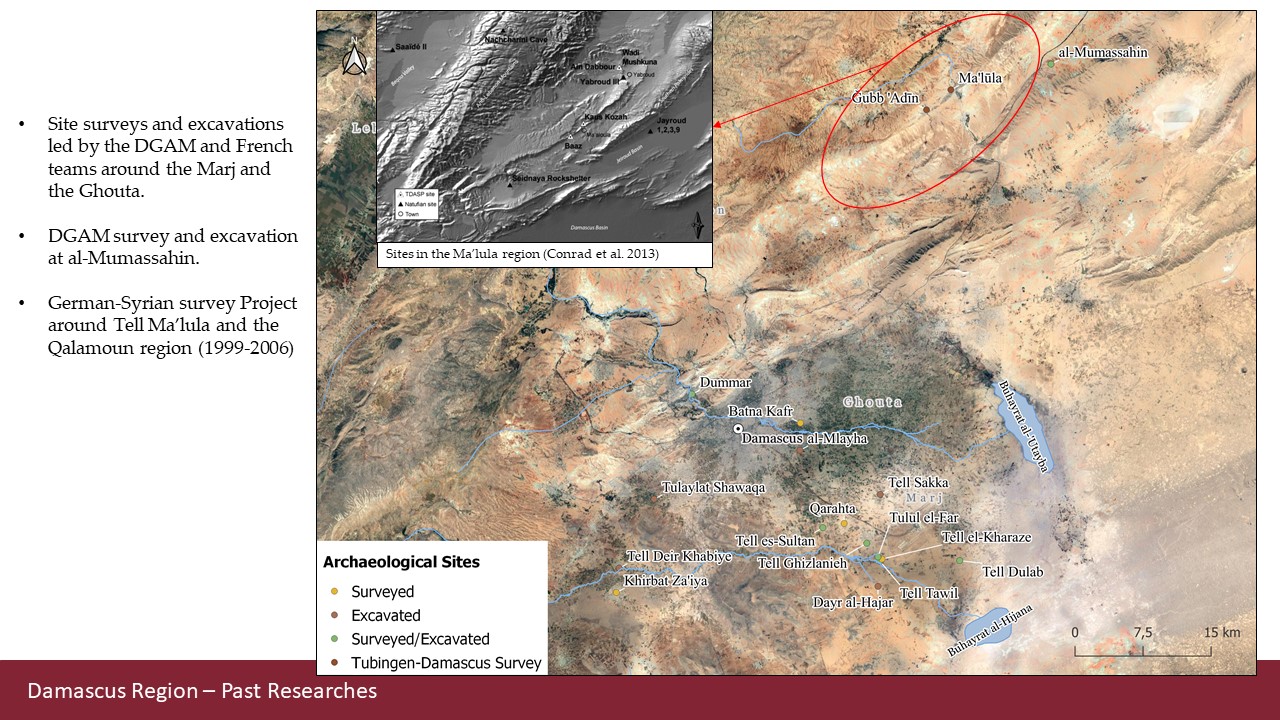 • Site surveys and excavations
led by the DGAM and French
teams around the Marj and
the Ghouta.
• DGAM survey and excavation
at al-Mumassahin.
• German-Syrian survey Project
around Tell Ma’lula and the
Qalamoun region (1999-2006)
N
Saaïdé II
Nachcharini Cave
Wadi
Mushkuna
Ain Dabbour
Yabroud
Yabroud III
Kaus Kozah
Ma'aloula
Baaz
Jayroud
1,2,3,9
Seidnaya Rockshelter
Damascus Basin
TDASP site
Natufian site
Town
Sites in the Ma’lula region (Conrad et al. 2013)
al-Mumassahin
Ma'lūla
Gubb 'Adīn
Dummar
Batna Kafr
Ghouta
Damascus
al-Mlayha
Buhayrat al-'Utayba
Tulaylat Shawaqa
Tell Sakka
Marj
Qarahta
Tulul el-Far
Tell es-Sultan
Tell el-Kharaze
Tell Deir Khabiye
Tell Ghizlanieh
Tell Dulab
Khirbat Za'iya
Tell Tawil
Dayr al-Hajar
Buhayrat al-Hijana
0 7,5 15 km
Archaeological Sites
Surveyed
Excavated
Surveyed/Excavated
Tubingen-Damascus Survey
Damascus Region – Past Researches